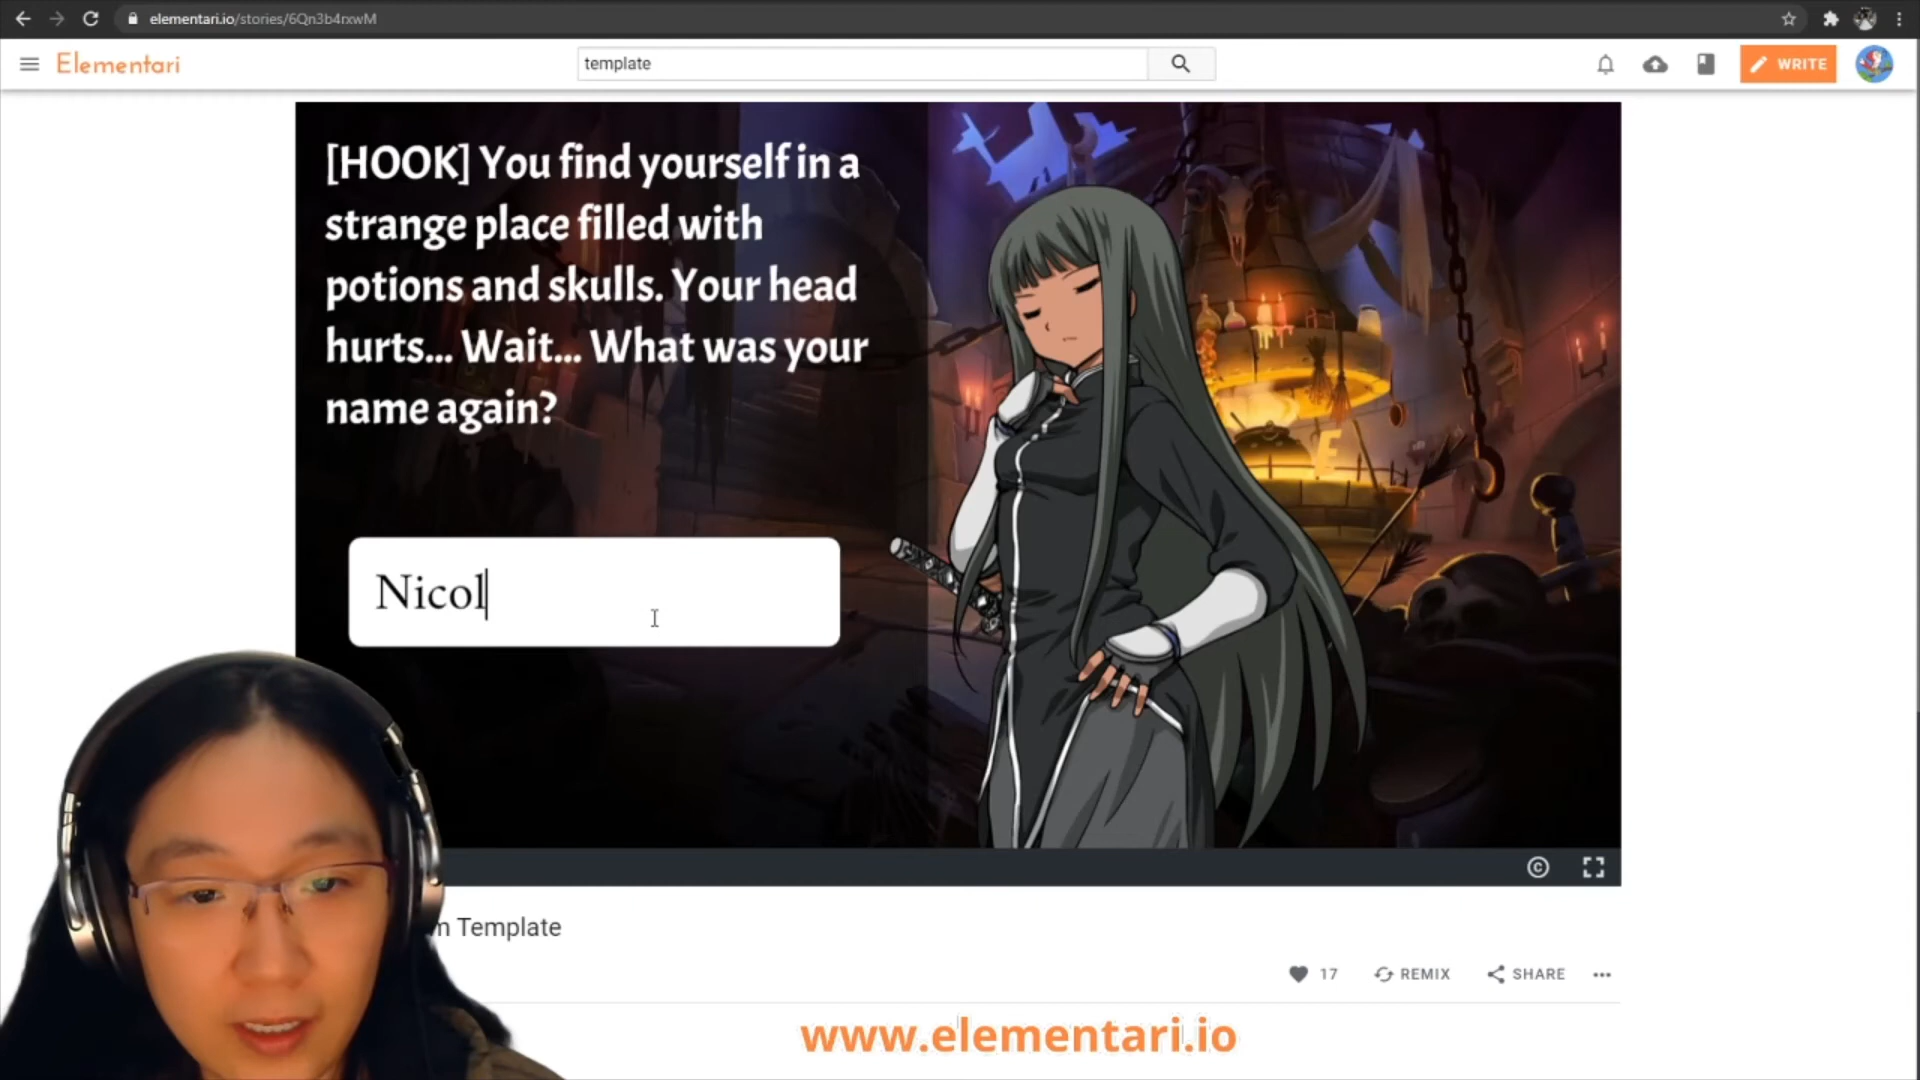 elementari.io/stories/6Qn3b4rxwM
Elementari
template
WRITE
[HOOK] You find yourself in a
strange place filled with
potions and skulls. Your head
hurts... Wait... What was your
name again?
Nicol
E
©
n Template
17
REMIX
SHARE
www.elementari.io